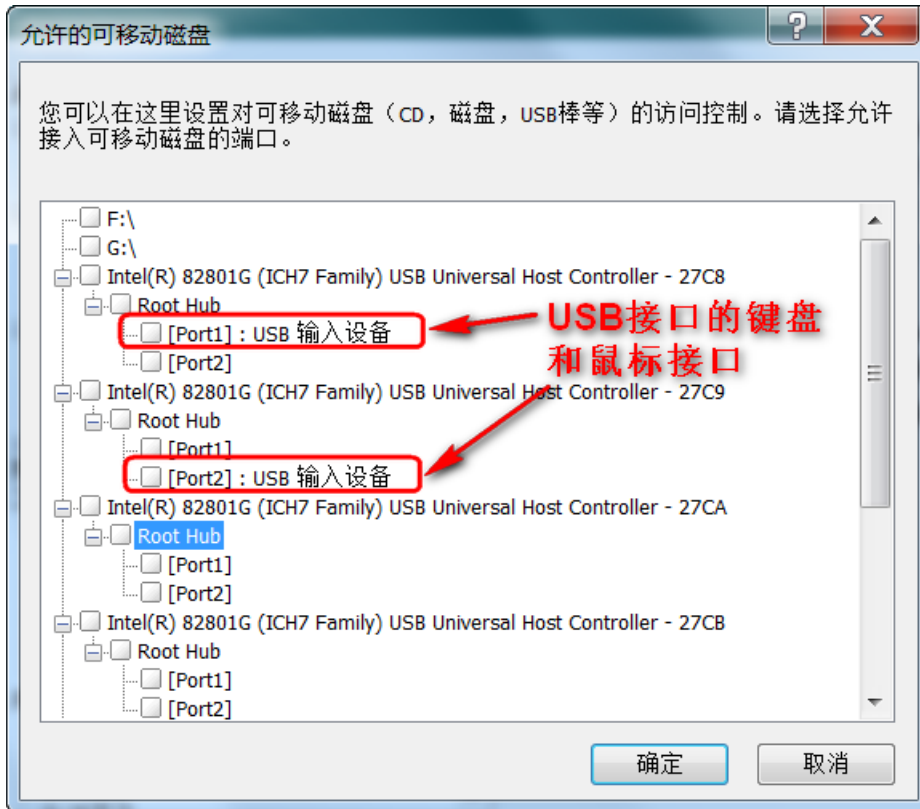 允许的可移动磁盘
您可以在这里设置对可移动磁盘（CD，磁盘，USB棒等）的访问控制。请选择允许
接入可移动磁盘的端口。
F:\
G:\
Intel(R) 82801G (ICH7 Family) USB Universal Host Controller - 27C8
Root Hub
[Port1] : USB 输入设备
[Port2]
USB接口的键盘
和鼠标接口
Intel(R) 82801G (ICH7 Family) USB Universal Host Controller - 27C9
Root Hub
[Port1]
[Port2] : USB 输入设备
Intel(R) 82801G (ICH7 Family) USB Universal Host Controller - 27CA
Root Hub
[Port1]
[Port2]
Intel(R) 82801G (ICH7 Family) USB Universal Host Controller - 27CB
Root Hub
[Port1]
[Port2]
确定
取消